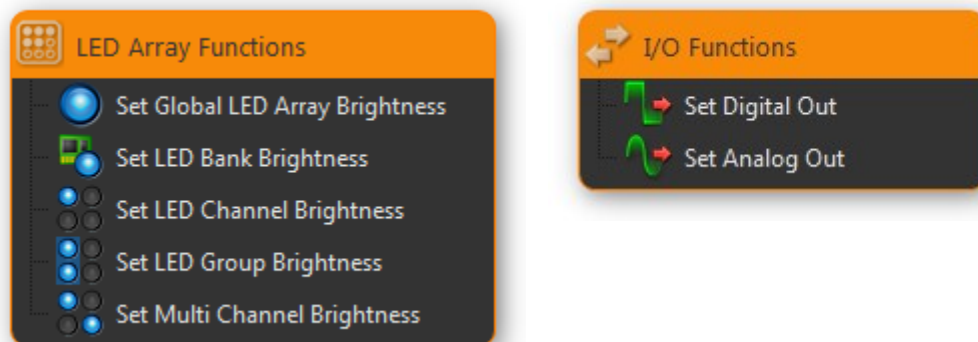 LED Array Functions
Set Global LED Array Brightness
Set LED Bank Brightness
Set LED Channel Brightness
Set LED Group Brightness
Set Multi Channel Brightness
I/O Functions
Set Digital Out
Set Analog Out